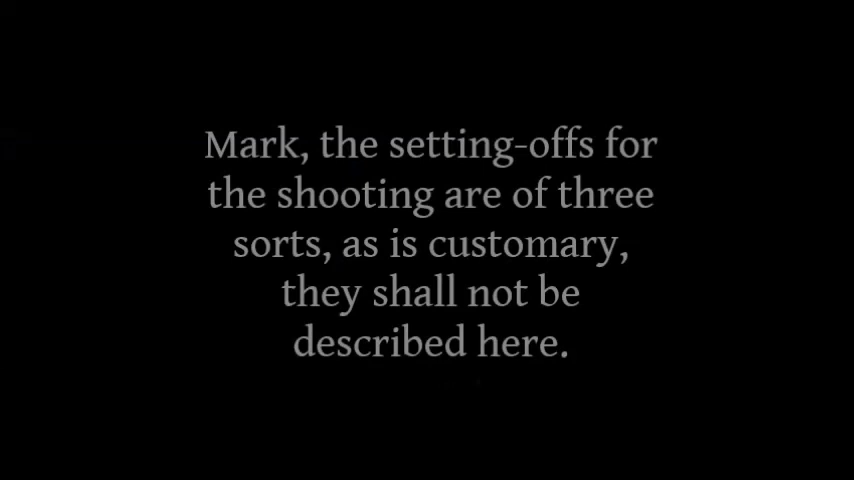 Mark, the setting-offs for
the shooting are of three
sorts, as is customary,
they shall not be
described here.